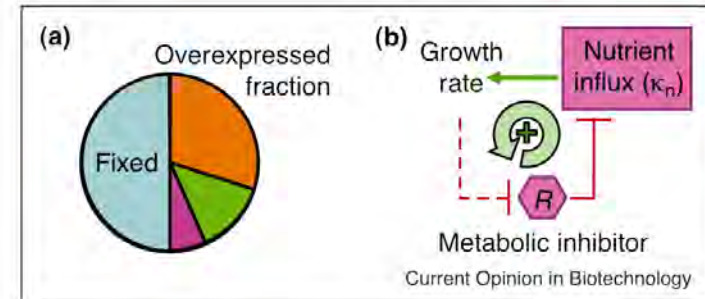 (a)
Overexpressed
fraction
Fixed
(b)
Growth
rate
Nutrient
influx (κn)
+
R
Metabolic inhibitor
Current Opinion in Biotechnology